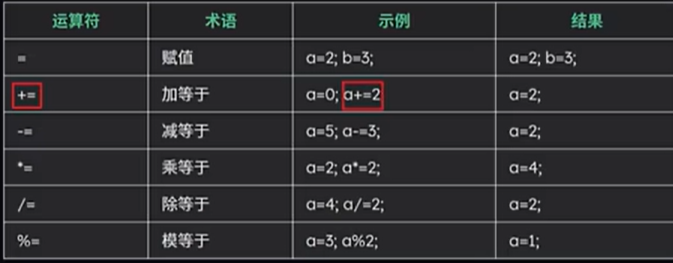 运算符 术语 示例 结果
= 赋值 a=2; b=3; a=2; b=3;
+= 加等于 a=0; a+=2 a=2;
-= 减等于 a=5; a-=3; a=2;
*= 乘等于 a=2; a*=2; a=4;
/= 除等于 a=4; a/=2; a=2;
%= 模等于 a=3; a%2; a=1;